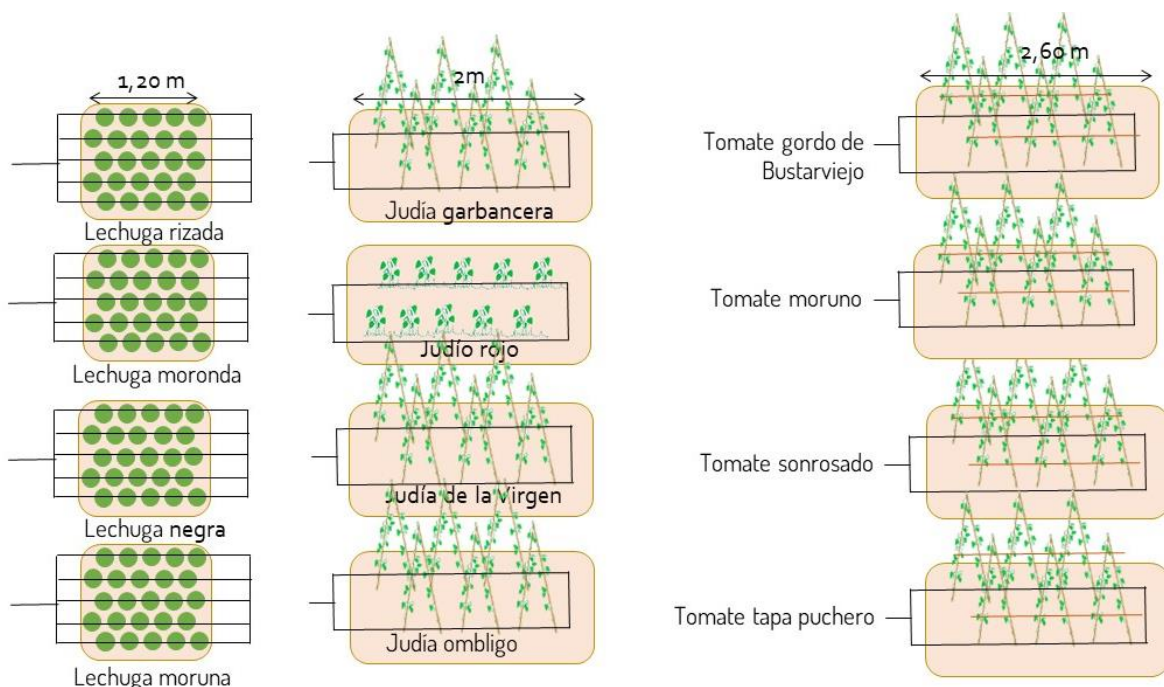 1,20 m
Lechuga rizada
Lechuga moronda
Lechuga negra
Lechuga moruna
2m
Judía garbancera
Judío rojo
Judía de la Virgen
Judía ombligo
2,60 m
Tomate gordo de
Bustarviejo
Tomate moruno
Tomate sonrosado
Tomate tapa puchero